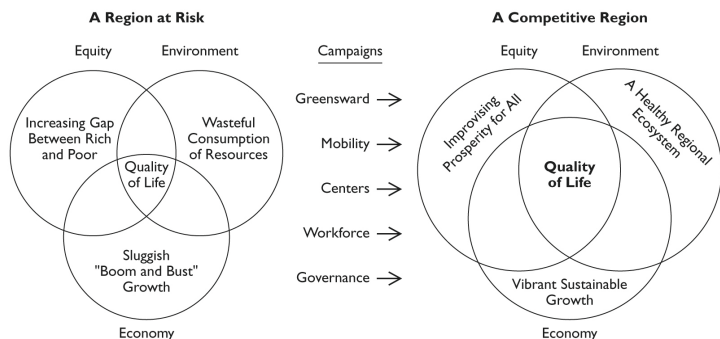 A Region at Risk
Equity
Environment
Increasing Gap
Between Rich
and Poor
Wasteful
Consumption
of Resources
Quality
of Life
Sluggish
"Boom and Bust"
Growth
Economy
Campaigns
Greensward
Mobility
Centers
Workforce
Governance
A Competitive Region
Equity
Environment
Improvising
Prosperity for All
A Healthy Regional
Ecosystem
Quality
of Life
Vibrant Sustainable
Growth
Economy